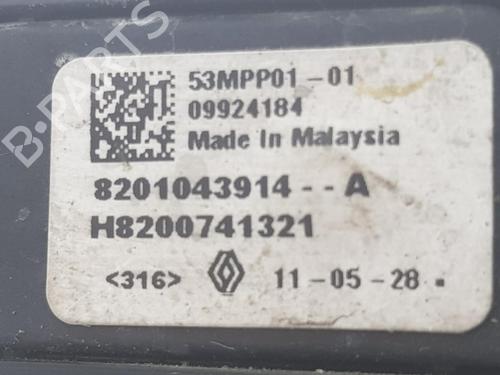 53MPP01-01
09924184
Made In Malaysia
8201043914--A
H8200741321
<316> 11-05-28.
B-PARTS